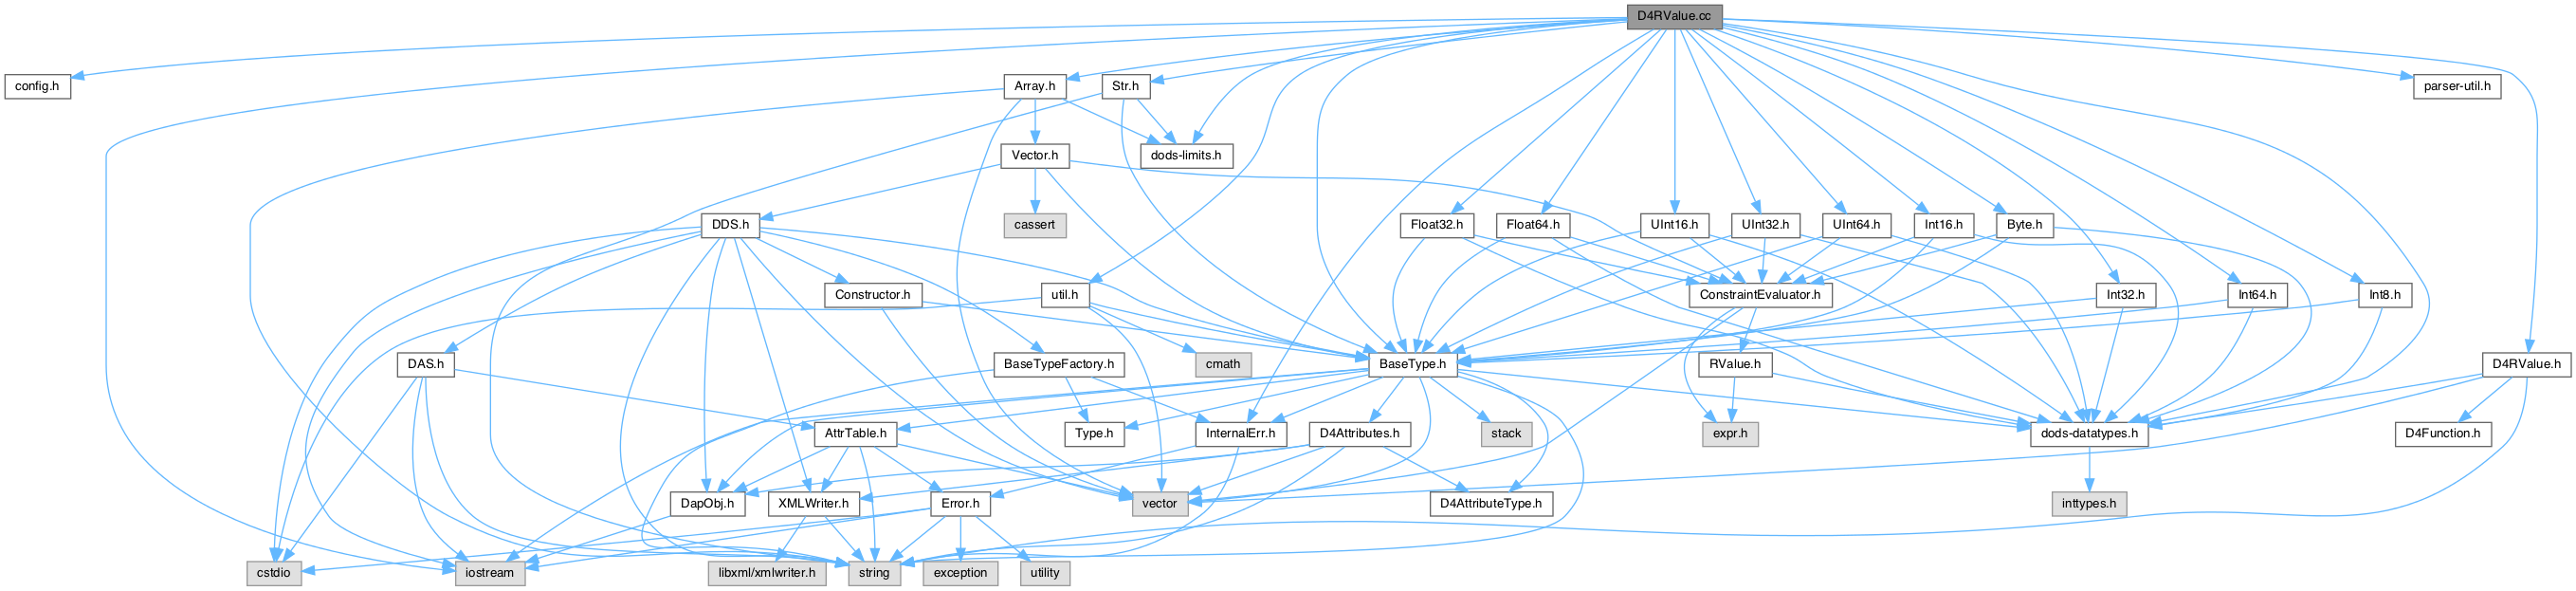 D4RValue.cc
config.h
Array.h
Str.h
parser-util.h
Vector.h
dods-limits.h
DDS.h
cassert
Float32.h
Float64.h
UInt16.h
UInt32.h
UInt64.h
Int16.h
Byte.h
Constructor.h
util.h
ConstraintEvaluator.h
Int32.h
Int64.h
Int8.h
DAS.h
BaseTypeFactory.h
cmath
BaseType.h
RValue.h
D4RValue.h
AttrTable.h
Type.h
InternalErr.h
D4Attributes.h
stack
expr.h
dods-datatypes.h
D4Function.h
DapObj.h
XMLWriter.h
Error.h
vector
D4AttributeType.h
inttypes.h
cstdio
iostream
libxml/xmlwriter.h
string
exception
utility